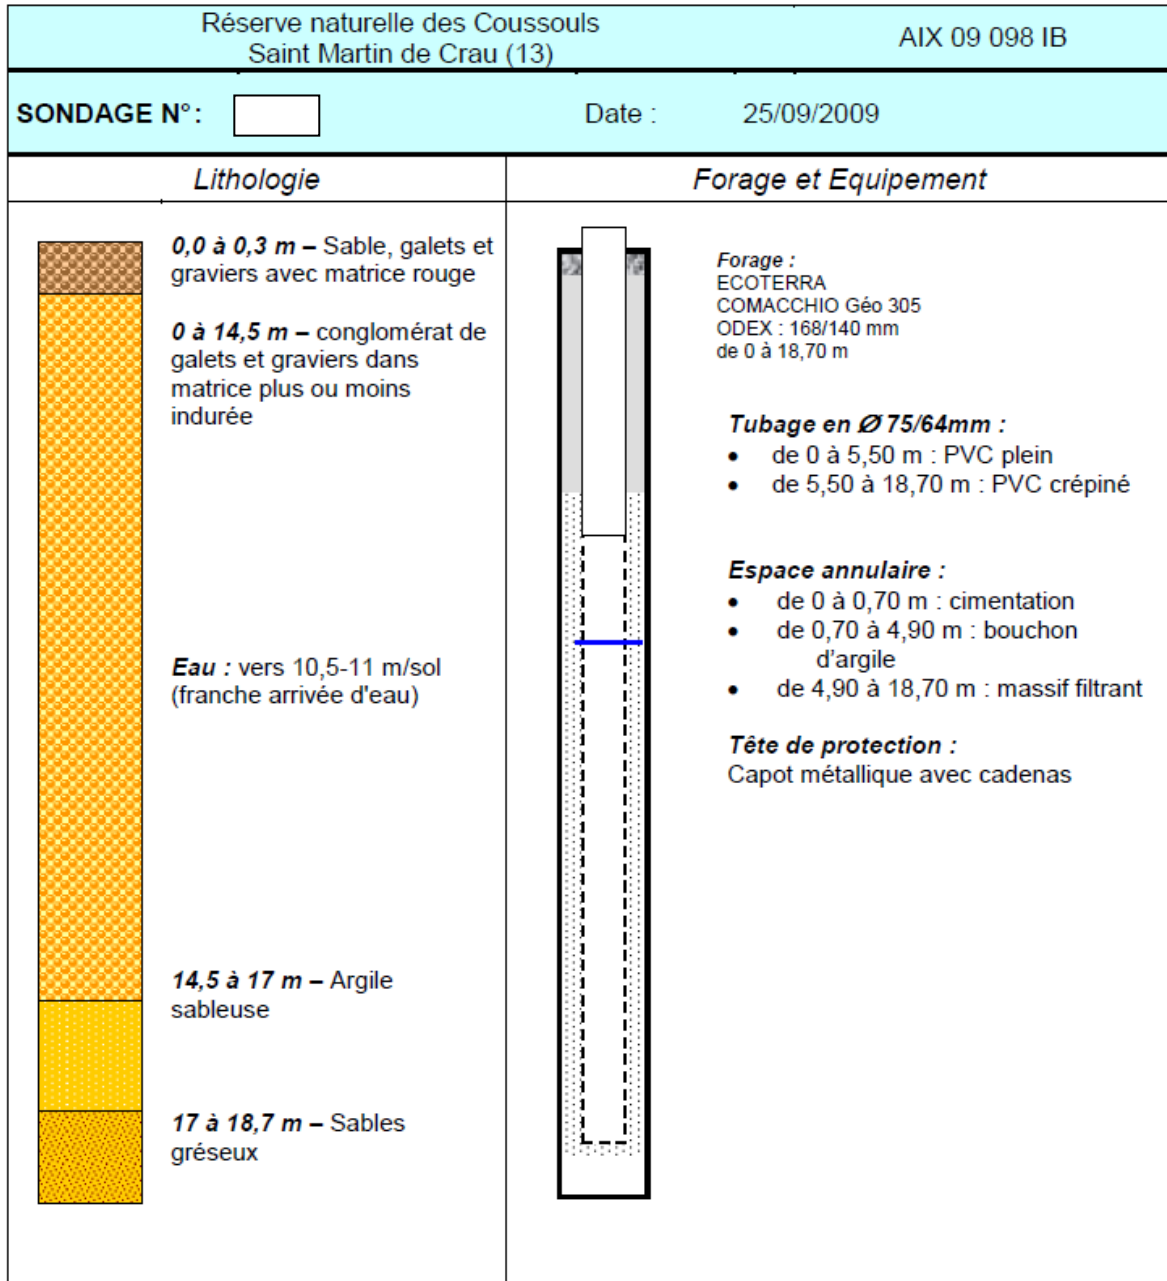 Réserve naturelle des Coussouls
Saint Martin de Crau (13)
AIX 09 098 IB
SONDAGE N° :
Date :
25/09/2009
Lithologie
Forage et Equipement
0,0 à 0,3 m – Sable, galets et
graviers avec matrice rouge
0 à 14,5 m – conglomérat de
galets et graviers dans
matrice plus ou moins
indurée
Eau : vers 10,5-11 m/sol
(franche arrivée d'eau)
14,5 à 17 m – Argile
sableuse
17 à 18,7 m – Sables
gréseux
Forage :
ECOTERRA
COMACCHIO Géo 305
ODEX : 168/140 mm
de 0 à 18,70 m
Tubage en Ø 75/64mm :
• de 0 à 5,50 m : PVC plein
• de 5,50 à 18,70 m : PVC crépiné
Espace annulaire :
• de 0 à 0,70 m : cimentation
• de 0,70 à 4,90 m : bouchon
d'argile
• de 4,90 à 18,70 m : massif filtrant
Tête de protection :
Capot métallique avec cadenas